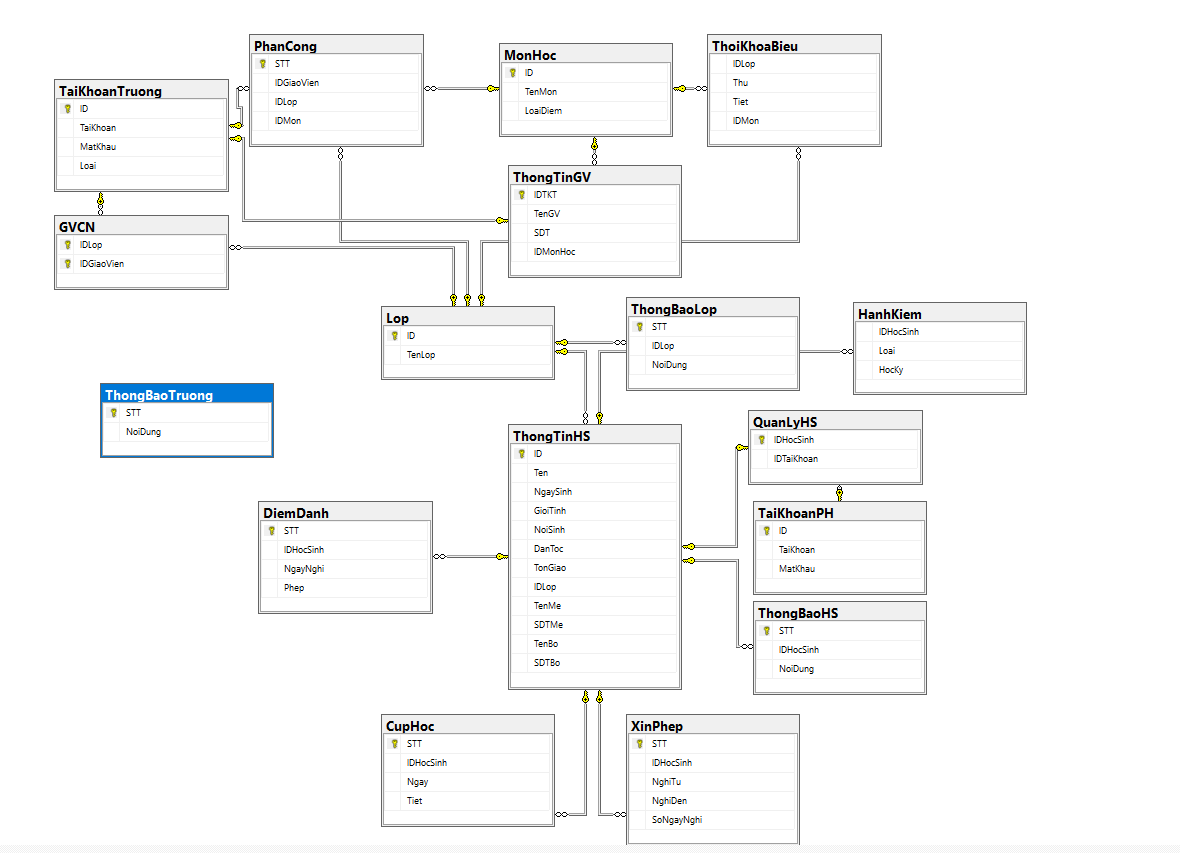 PhanCong
STT
IDGiaoVien
IDLop
IDMon
MonHoc
ID
TenMon
LoaiDiem
ThoiKhoaBieu
IDLop
Thu
Tiet
IDMon
TaiKhoanTruong
ID
TaiKhoan
MatKhau
Loai
ThongTinGV
IDTKT
TenGV
SDT
IDMonHoc
GVCN
IDLop
IDGiaoVien
Lop
ID
TenLop
ThongBaoLop
STT
IDLop
NoiDung
HanhKiem
IDHocSinh
Loai
HocKy
ThongBaoTruong
STT
NoiDung
ThongTinHS
ID
Ten
NgaySinh
GioiTinh
NoiSinh
DanToc
TonGiao
IDLop
TenMe
SDTMe
TenBo
SDTBo
QuanLyHS
IDHocSinh
IDTaiKhoan
DiemDanh
STT
IDHocSinh
NgayNghi
Phep
TaiKhoanPH
ID
TaiKhoan
MatKhau
ThongBaoHS
STT
IDHocSinh
NoiDung
CupHoc
STT
IDHocSinh
Ngay
Tiet
XinPhep
STT
IDHocSinh
NghiTu
NghiDen
SoNgayNghi